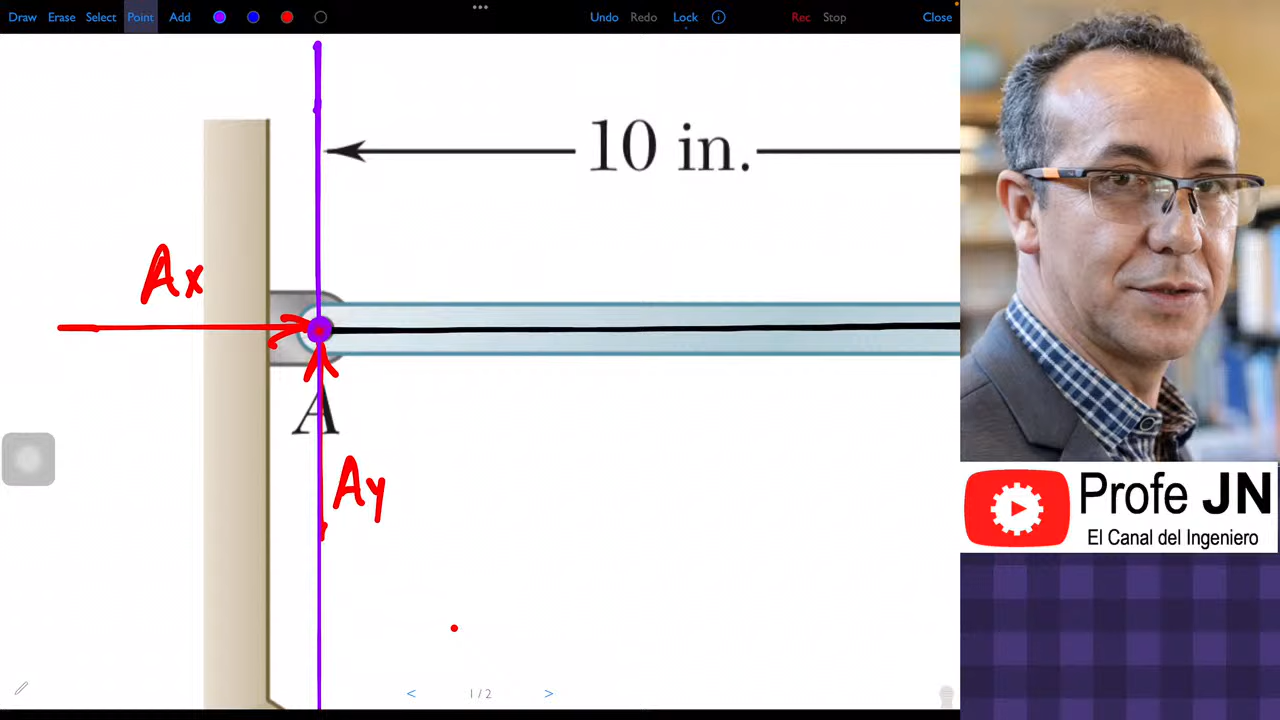 Draw Erase Select Point Add Undo Redo Lock Rec Stop Close
10 in.
Ax
A
Ay
1 / 2
Profe JN
El Canal del Ingeniero